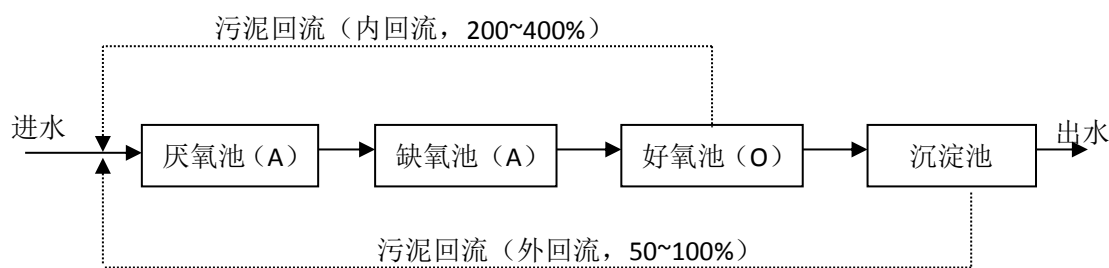 污泥回流（内回流，200~400%）
进水
厌氧池（A）
缺氧池（A）
好氧池（O）
沉淀池
出水
污泥回流（外回流，50~100%）